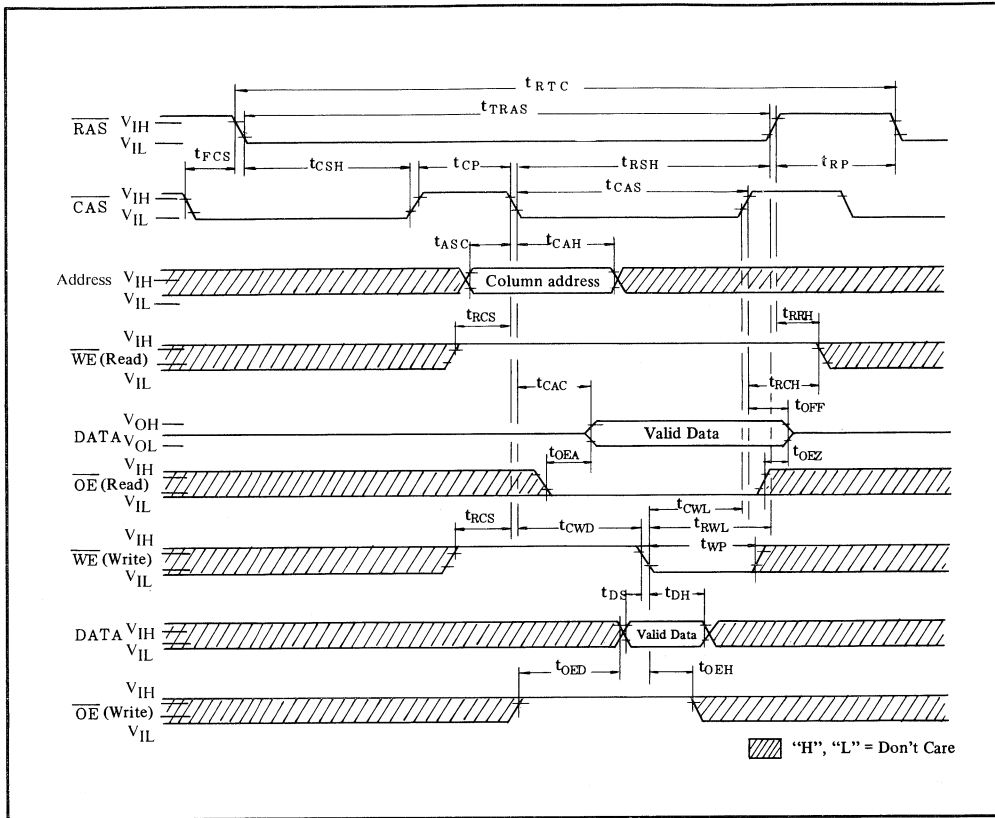 tRTC
tTRAS
RAS VIH
VIL
tFCS tCSH tCP tRSH tRP
tCAS
CAS VIH
VIL
tASC tCAH
Address VIH
VIL
Column address
tRCS tRRH
VIH
WE (Read)
VIL
tCAC tRCH
tOFF
VOH
DATA
VOL
Valid Data
tOEA tOEZ
VIH
OE (Read)
VIL
tCWL
tRCS tCWD tRWL
tWP
VIH
WE (Write)
VIL
tDS tDH
DATA VIH
VIL
Valid Data
tOED tOEH
VIH
OE (Write)
VIL
"H", "L" = Don't Care